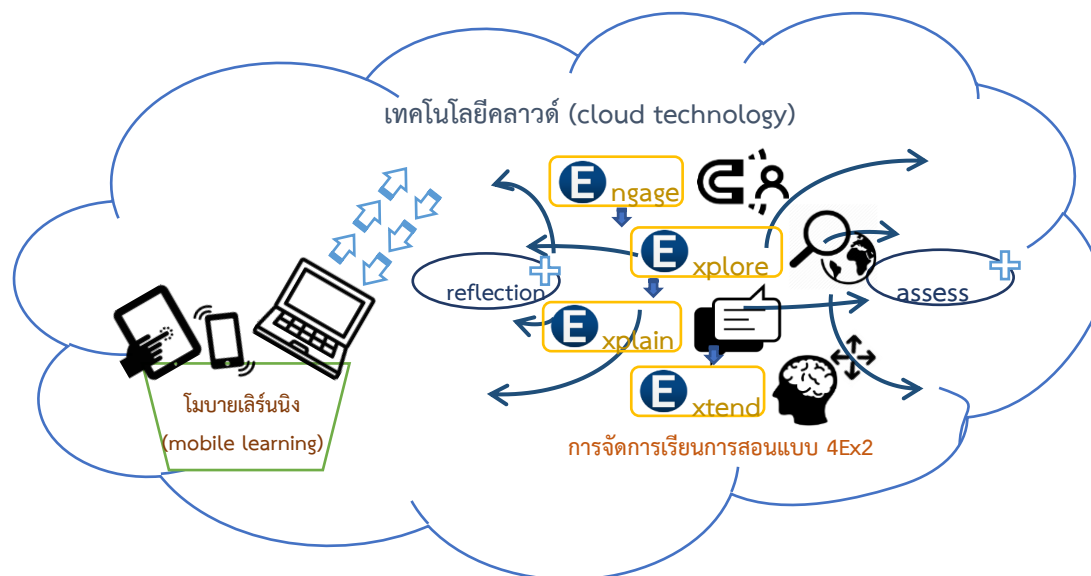 เทคโนโลยีคลาวด์ (cloud technology)
Engage
Explore
reflection
assess
Explain
Extend
โมบายเลิร์นนิง
(mobile learning)
การจัดการเรียนการสอนแบบ 4Ex2